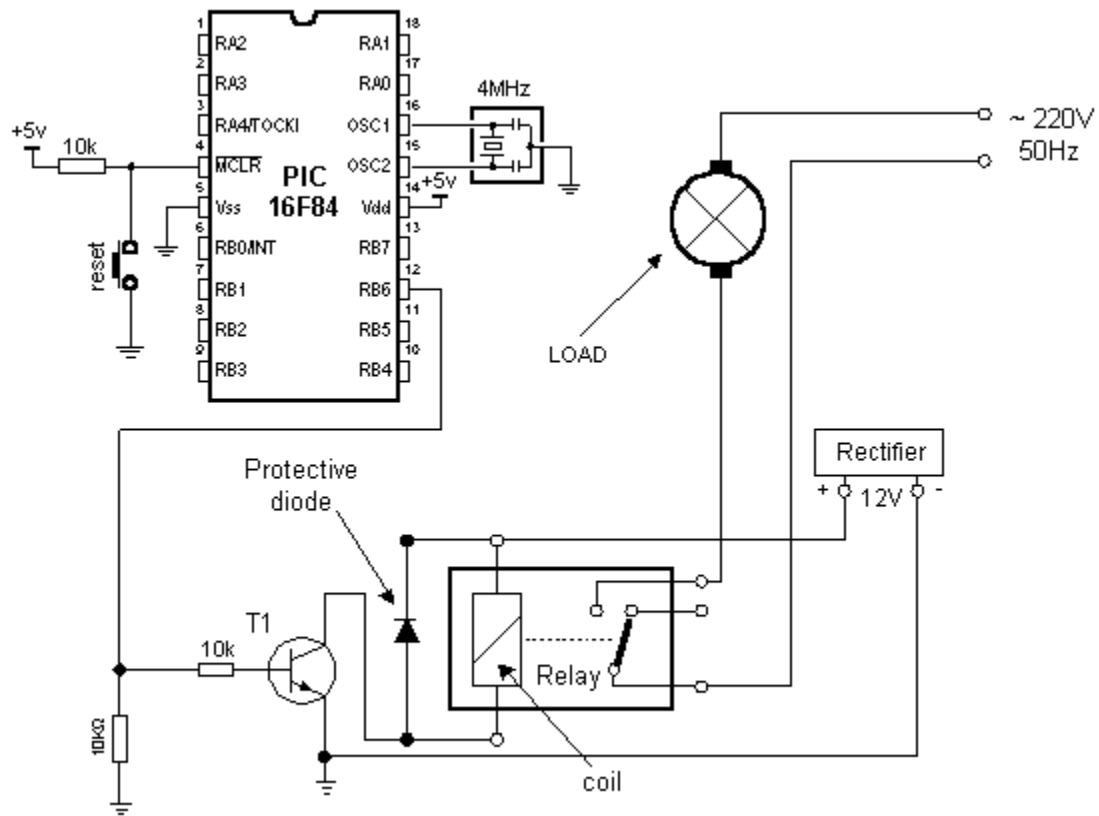 1
RA2
2
RA3
3
RA4/TOCKI
4
MCLR
5
Vss
6
RB0/INT
7
RB1
8
RB2
9
RB3
PIC
16F84
18
RA1
17
RA0
16
OSC1
15
OSC2
14
Vdd
13
RB7
12
RB6
11
RB5
10
RB4
+5v
10k
reset
4MHz
+5v
~ 220V
50Hz
LOAD
Rectifier
+ 12V -
Protective
diode
T1
10k
10KΩ
Relay
coil